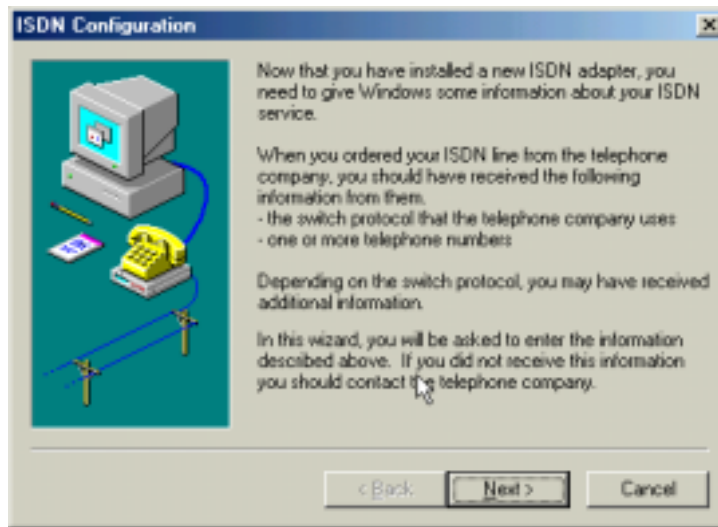 ISDN Configuration
Now that you have installed a new ISDN adapter, you
need to give Windows some information about your ISDN
service.
When you ordered your ISDN line from the telephone
company, you should have received the following
information from them.
- the switch protocol that the telephone company uses
- one or more telephone numbers
Depending on the switch protocol, you may have received
additional information.
In this wizard, you will be asked to enter the information
described above. If you did not receive this information
you should contact the telephone company.
< Back
Next >
Cancel